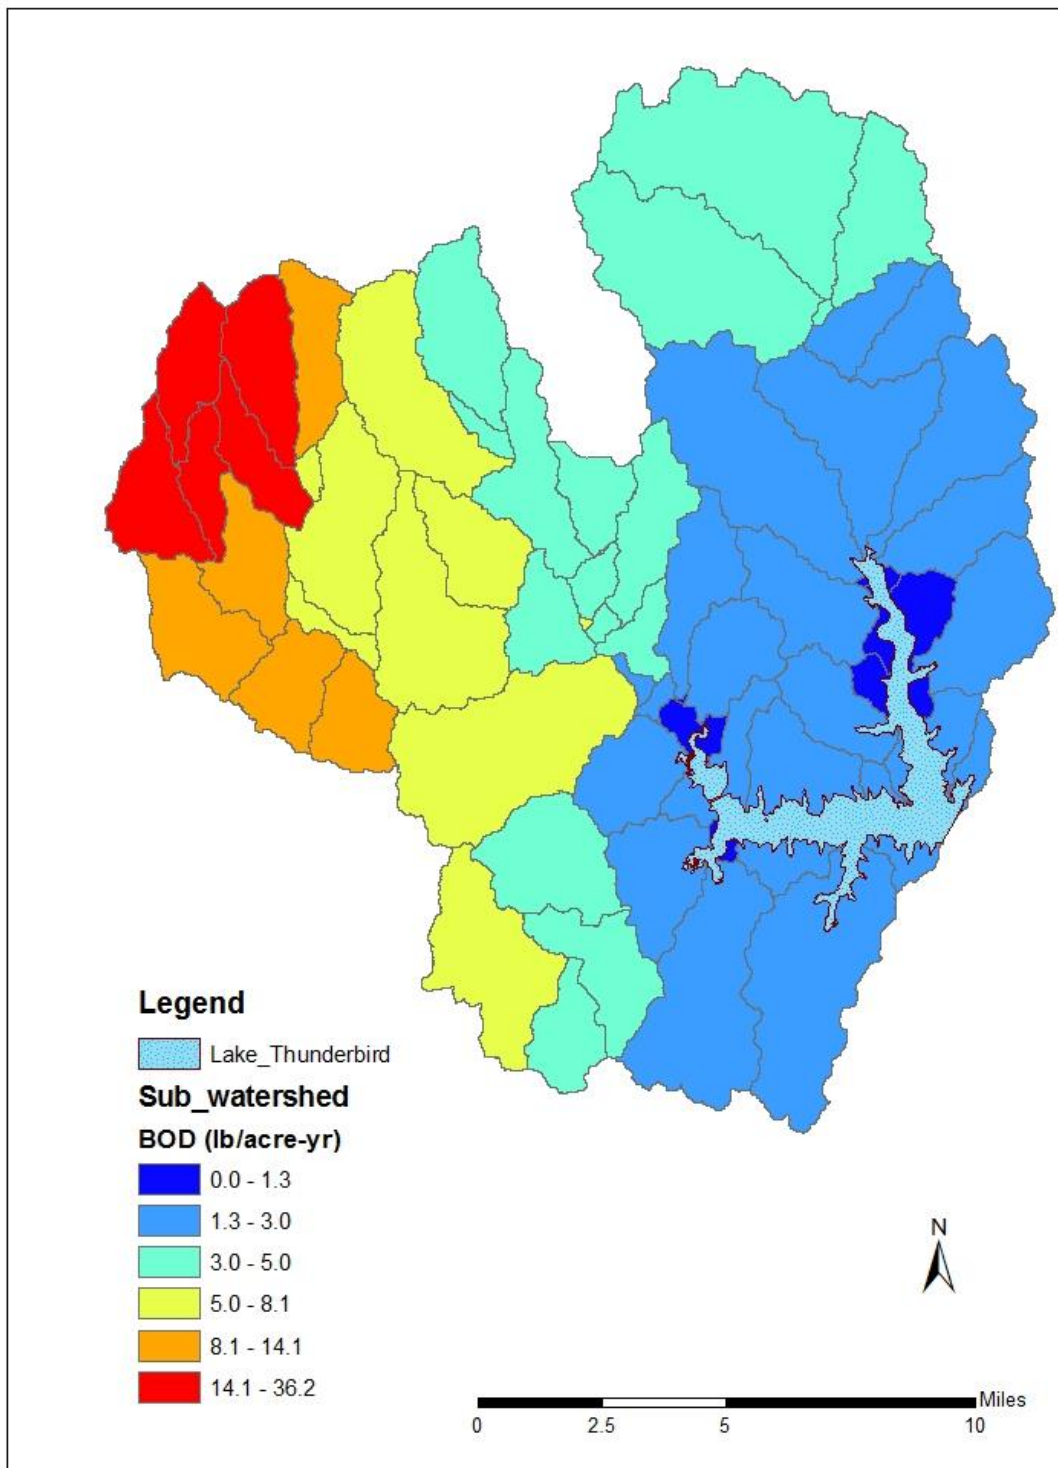 Legend
Lake_Thunderbird
Sub_watershed
BOD (lb/acre-yr)
0.0 - 1.3
1.3 - 3.0
3.0 - 5.0
5.0 - 8.1
8.1 - 14.1
14.1 - 36.2
N
Miles
0 2.5 5 10